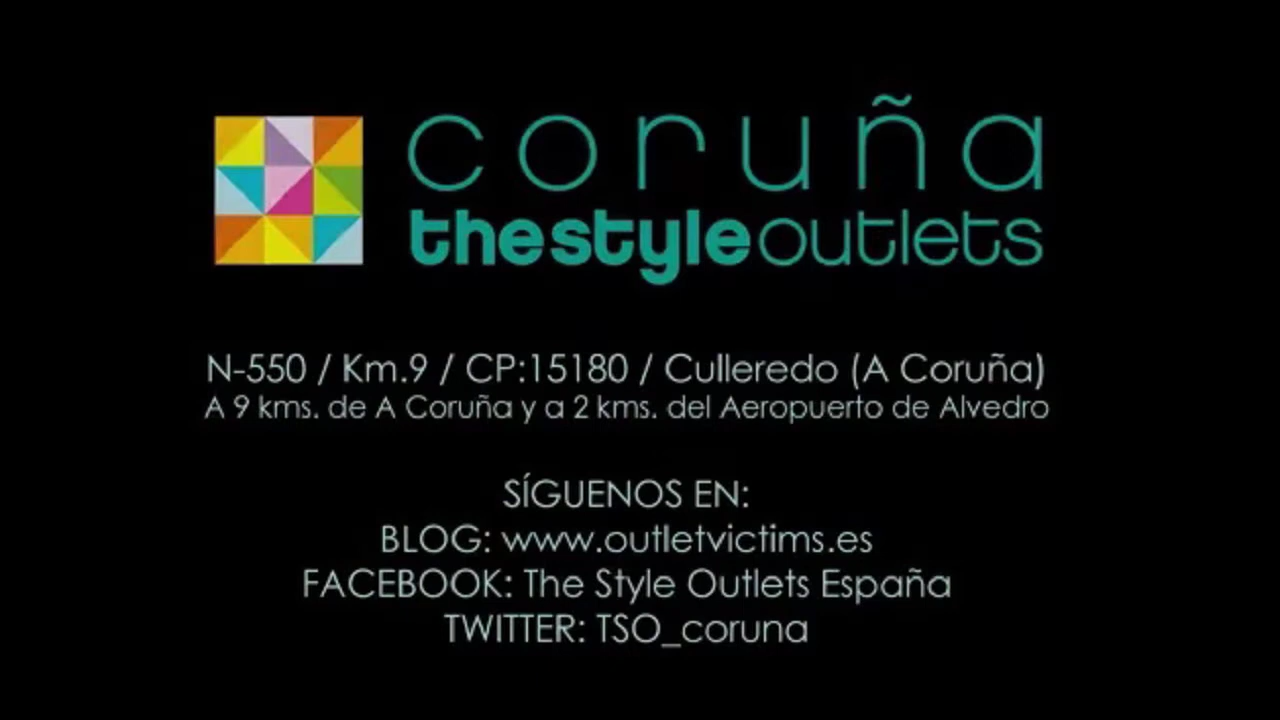 coruña
thestyleoutlets
N-550 / Km.9 / CP:15180 / Culleredo (A Coruña)
A 9 kms. de A Coruña y a 2 kms. del Aeropuerto de Alvedro
SÍGUENOS EN:
BLOG: www.outletvictims.es
FACEBOOK: The Style Outlets España
TWITTER: TSO_coruna